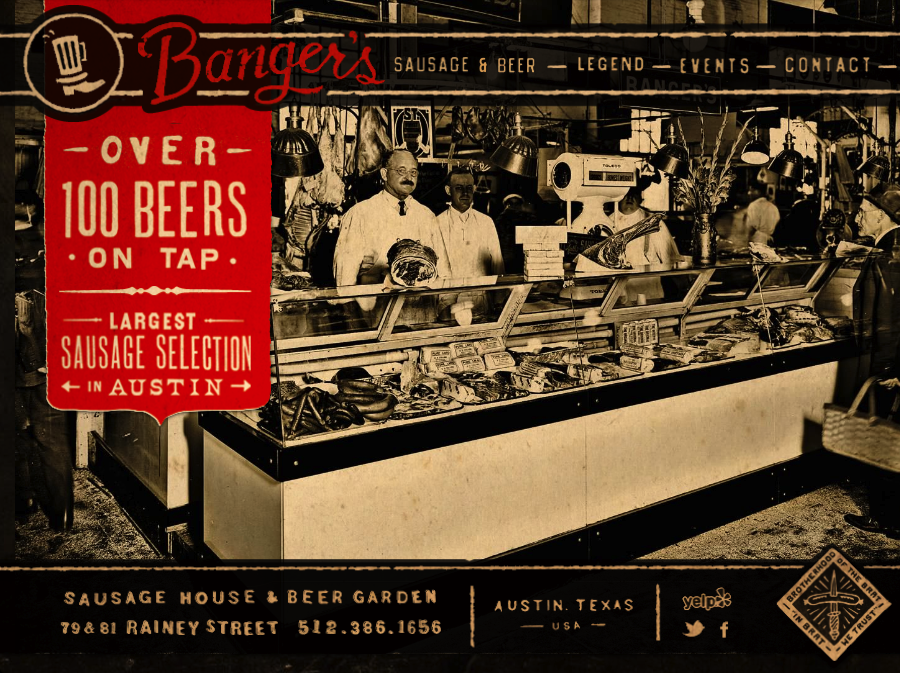 Banger's
SAUSAGE & BEER — LEGEND — EVENTS — CONTACT —
OVER
100 BEERS
ON TAP
LARGEST
SAUSAGE SELECTION
IN AUSTIN
TOLEDO
SAUSAGE HOUSE & BEER GARDEN
79 & 81 RAINEY STREET 512.386.1656
AUSTIN. TEXAS
USA
yelp
BROTHERHOOD
OF THE BRAT
IN BRAT
WE TRUST